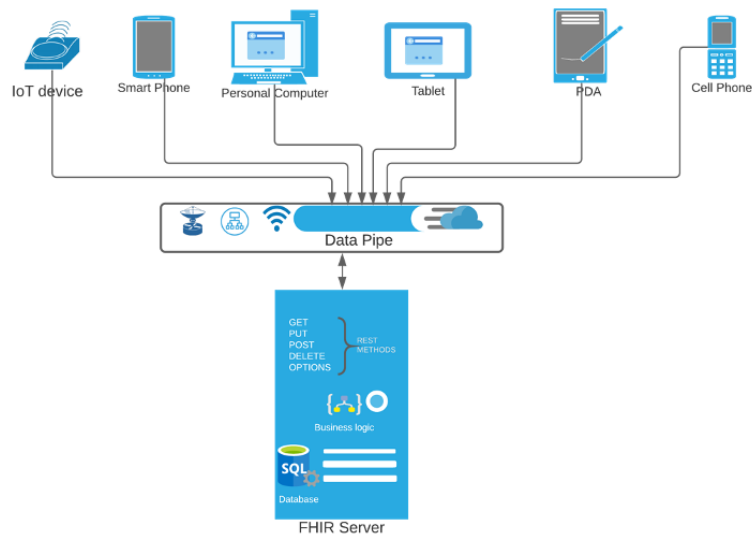 IoT device
Smart Phone
Personal Computer
Tablet
PDA
Cell Phone
Data Pipe
GET
PUT
POST
DELETE
OPTIONS
REST
METHODS
Business logic
SQL
Database
FHIR Server